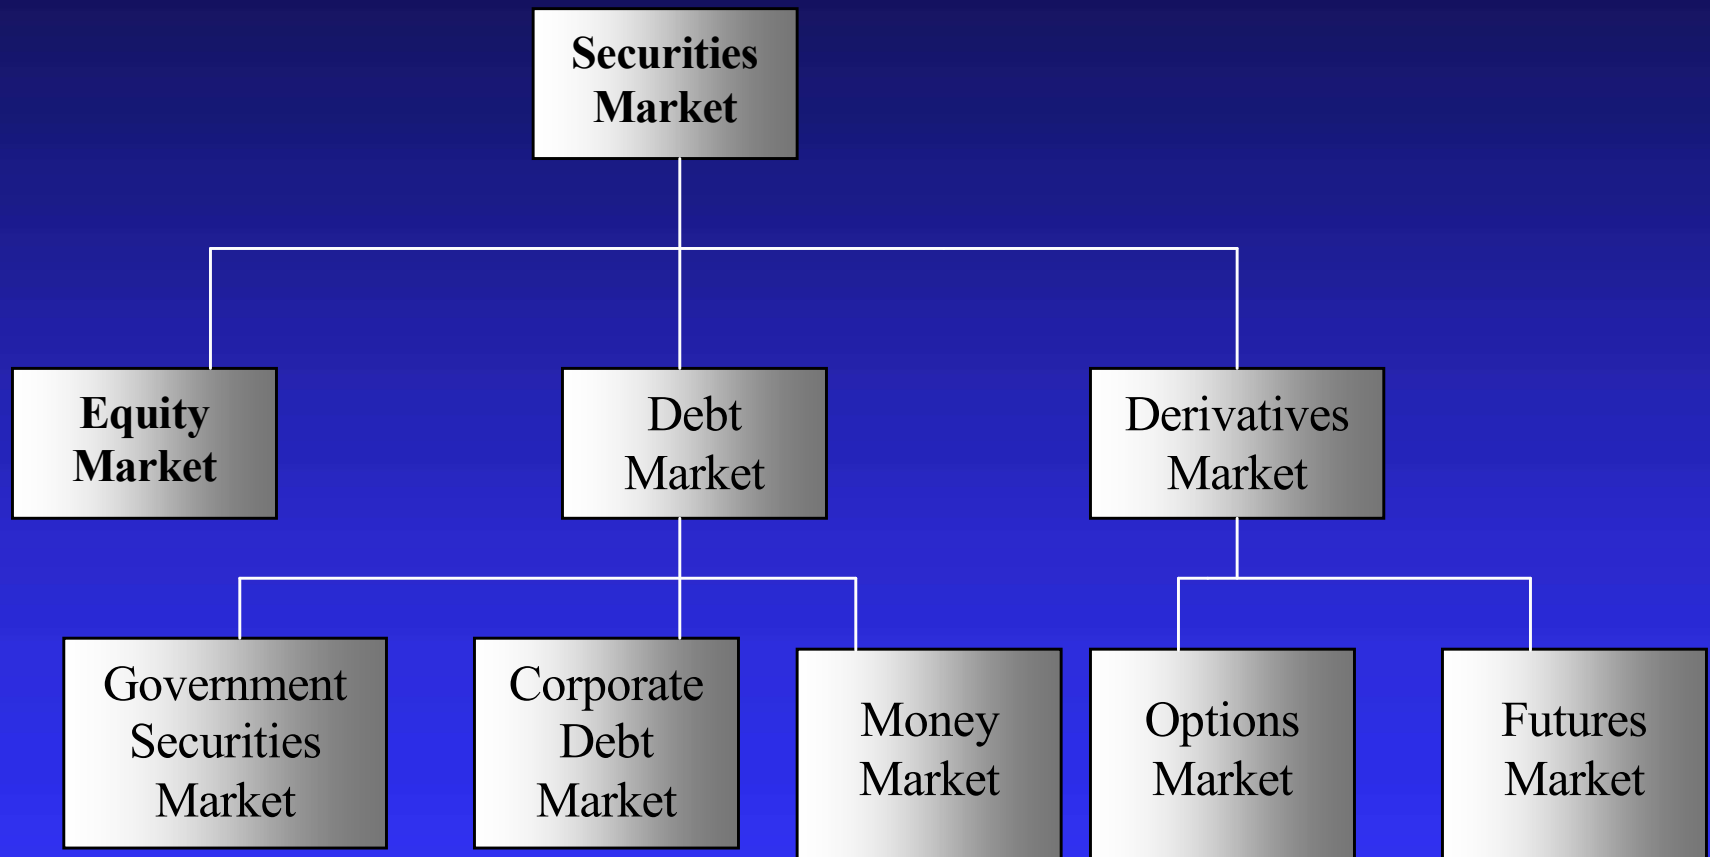 Securities
Market
Equity
Market
Debt
Market
Derivatives
Market
Government
Securities
Market
Corporate
Debt
Market
Money
Market
Options
Market
Futures
Market